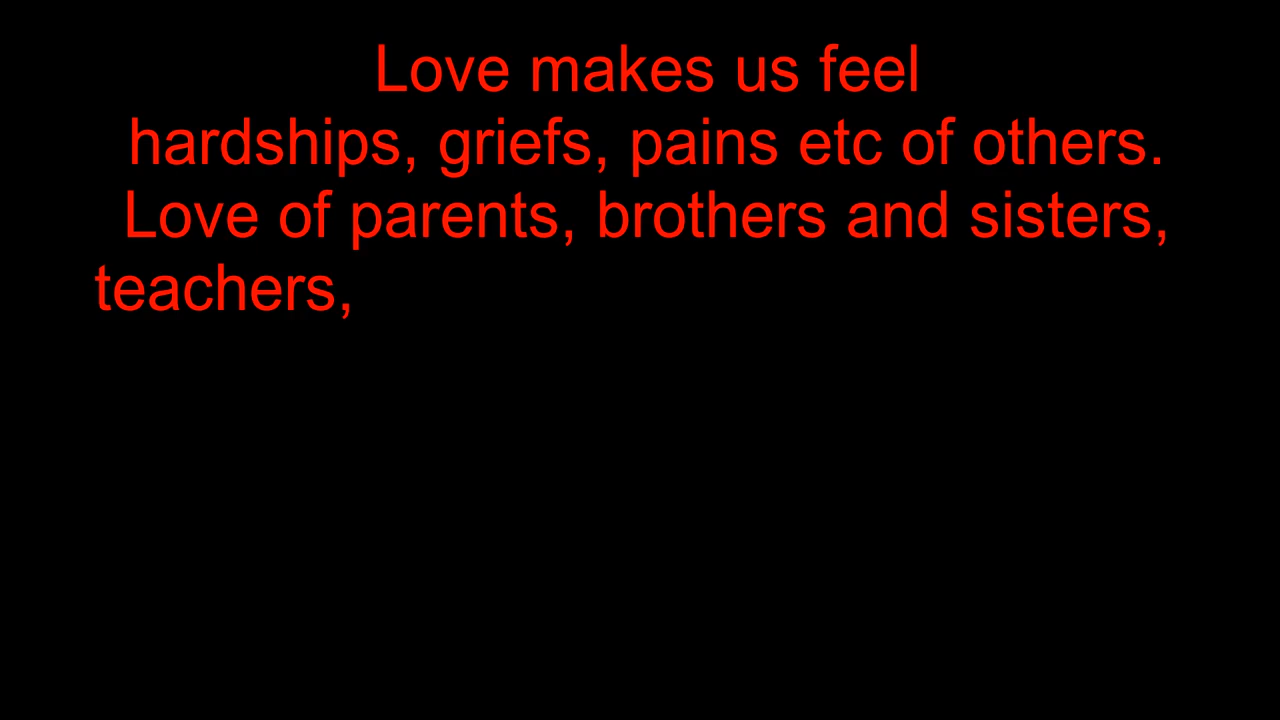 Love makes us feel
hardships, griefs, pains etc of others.
Love of parents, brothers and sisters,
teachers,